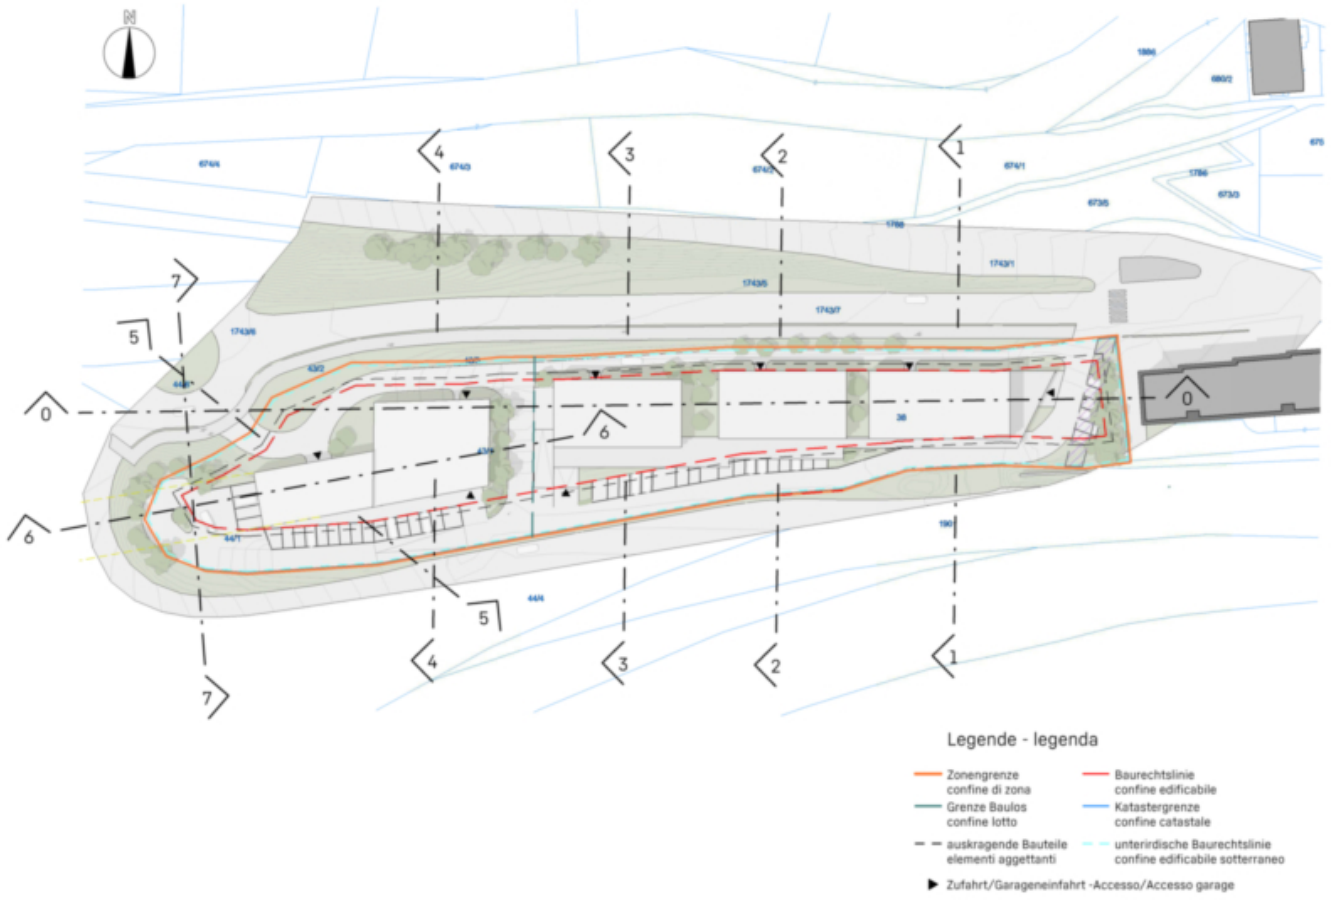 N
1886
680/2
675
4
3
2
1
674/4
674/3
674/2
674/1
1786
673/5
673/3
1788
7
1743/1
1743/5
1743/7
5
1743/6
43/2
0
0
38
6
6
44/1
190
44/4
5
4
3
2
1
7
Legende - legenda
Zonengrenze
confine di zona
Baurechtslinie
confine edificabile
Grenze Baulos
confine lotto
Katastergrenze
confine catastale
auskragende Bauteile
elementi aggettanti
unterirdische Baurechtslinie
confine edificabile sotterraneo
Zufahrt/Garageneinfahrt -Accesso/Accesso garage